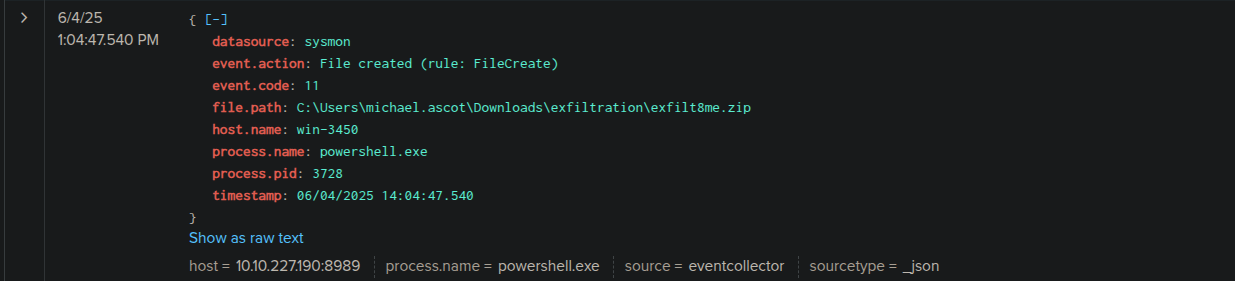 > 6/4/25 { [-]
1:04:47.540 PM datasource: sysmon
event.action: File created (rule: FileCreate)
event.code: 11
file.path: C:\Users\michael.ascot\Downloads\exfiltration\exfilt8me.zip
host.name: win-3450
process.name: powershell.exe
process.pid: 3728
timestamp: 06/04/2025 14:04:47.540
}
Show as raw text
host = 10.10.227.190:8989 process.name = powershell.exe source = eventcollector sourcetype = _json